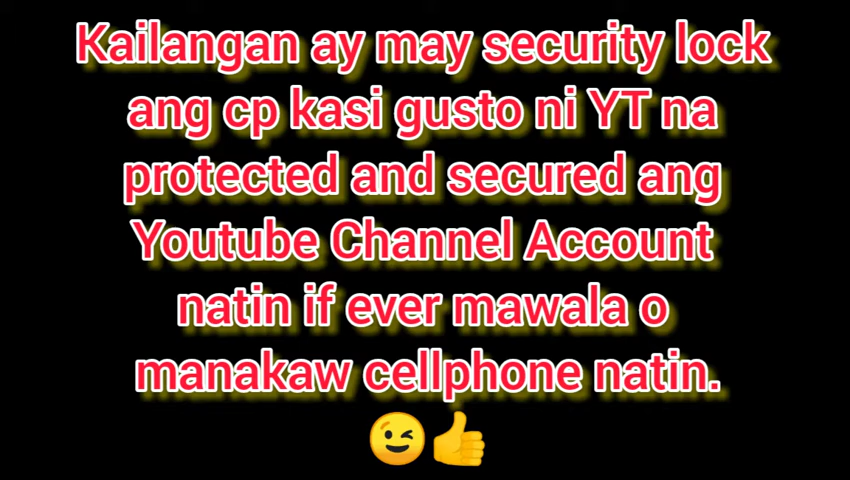 Kailangan ay may security lock
ang cp kasi gusto ni YT na
protected and secured ang
Youtube Channel Account
natin if ever mawala o
manakaw cellphone natin.
😉👍